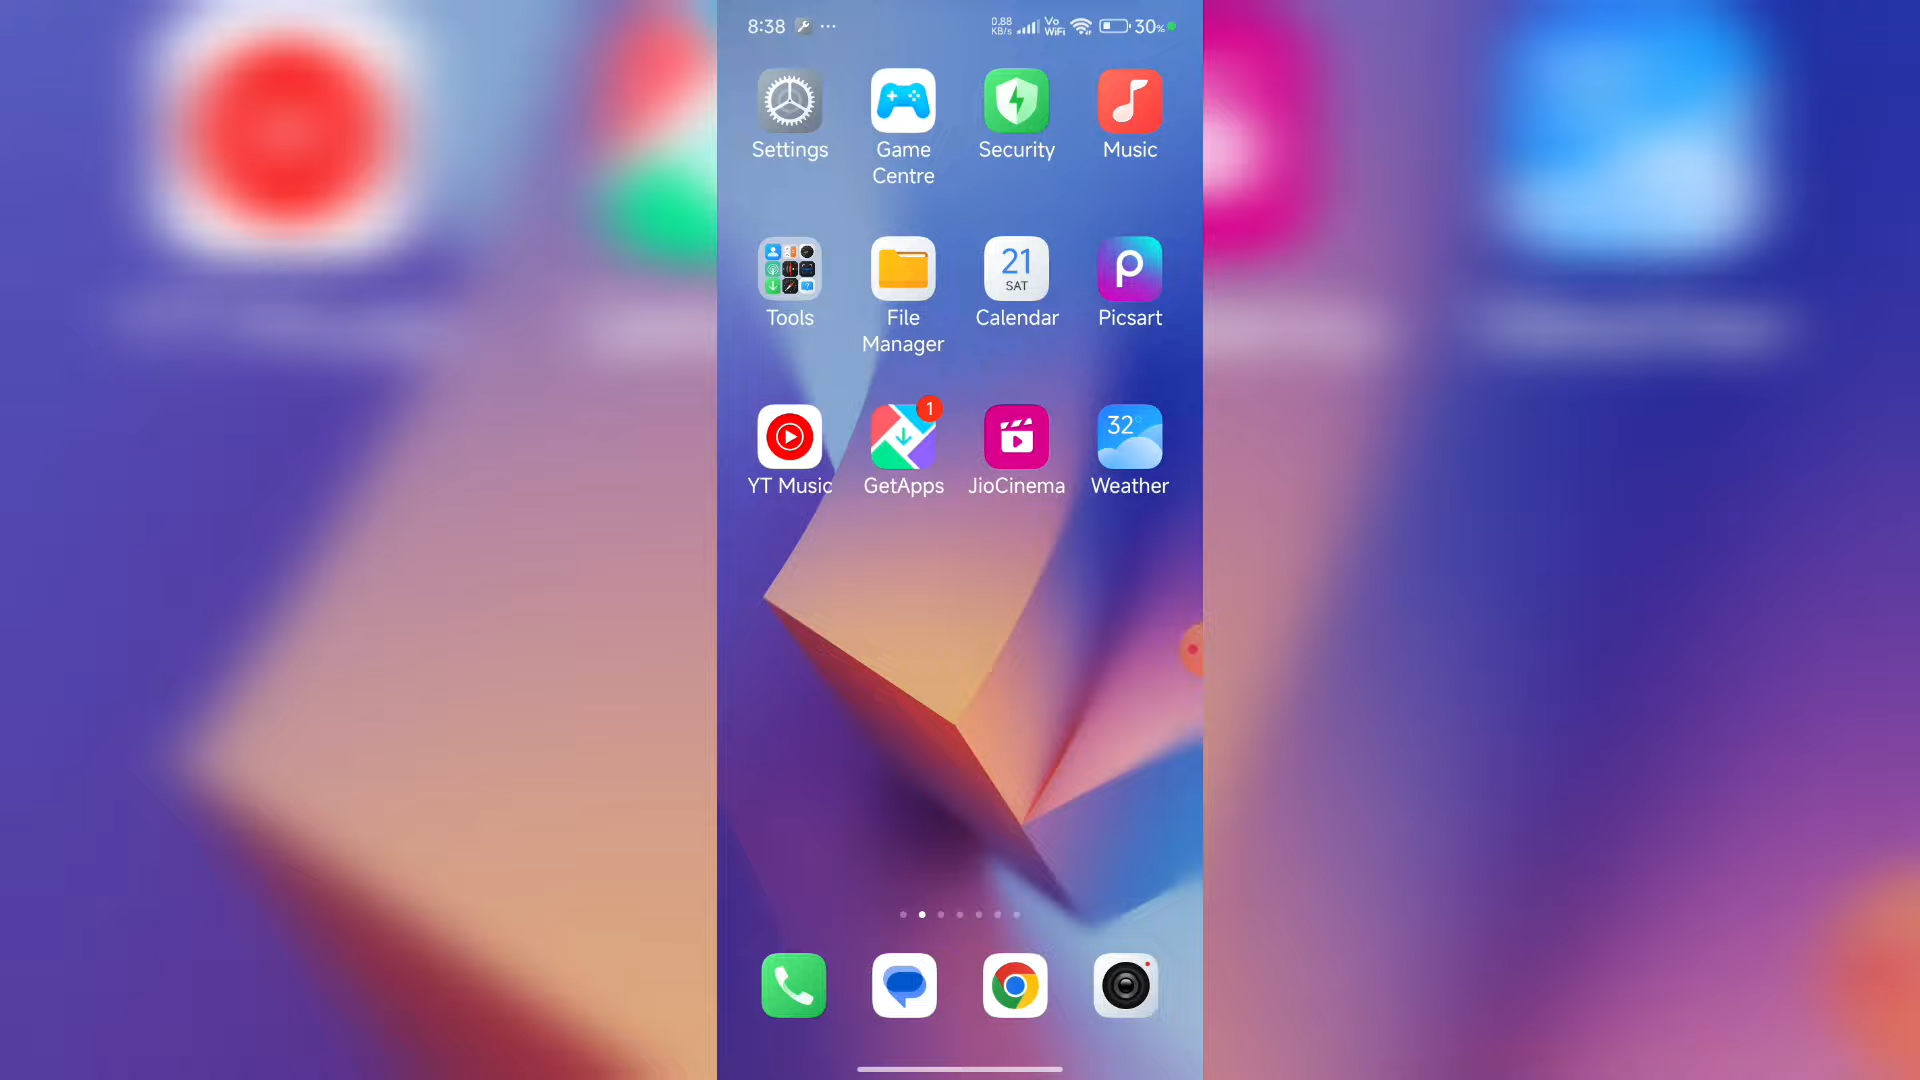 8:38 ... 0.88 KB/s Vo WiFi 30%
Settings Game Centre Security Music
21
SAT
Tools File Manager Calendar Picsart
1
32°
YT Music GetApps JioCinema Weather